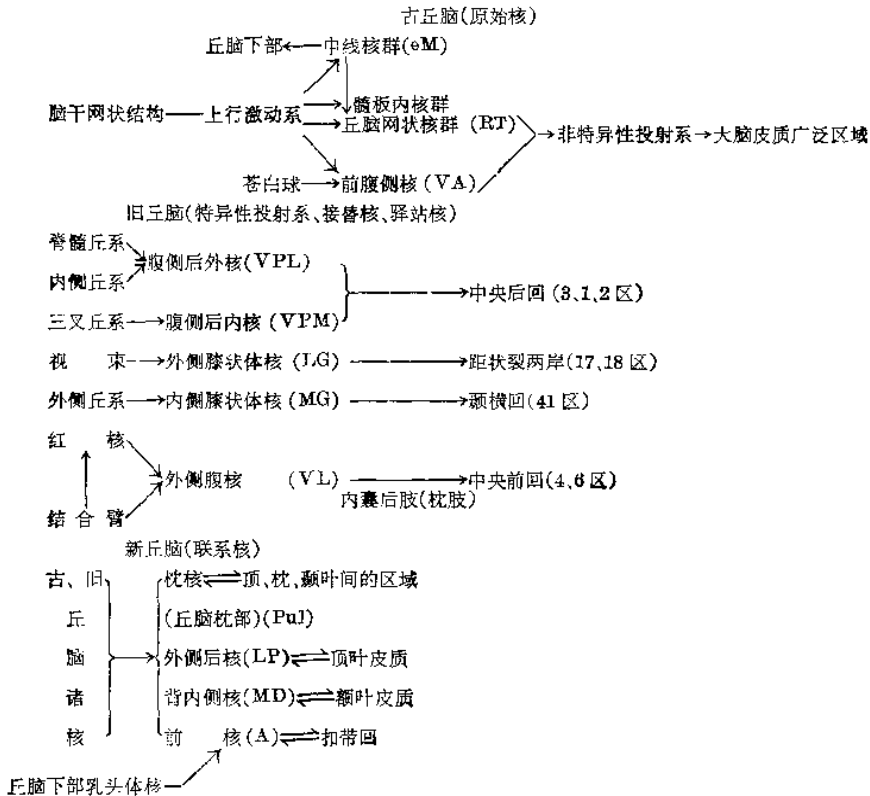 古丘脑(原始核)
丘脑下部←中线核群(eM)
髓板内核群
脑干网状结构—上行激动系 丘脑网状核群 (RT)
→非特异性投射系→大脑皮质广泛区域
苍白球→前腹侧核 (VA)
旧丘脑(特异性投射系、接替核、驿站核)
脊髓丘系
腹侧后外核(VPL)
内侧丘系
→中央后回 (3、1、2 区)
三叉丘系→腹侧后内核 (VPM)
视 束→外侧膝状体核 (LG) →距状裂两岸(17、18 区)
外侧丘系→内侧膝状体核 (MG) →颞横回(41 区)
红 核
外侧腹核 (VL) →中央前回(4、6区)
内囊后肢(枕肢)
结 合 臂
新丘脑(联系核)
古、旧 枕核⇌顶、枕、颞叶间的区域
丘 (丘脑枕部)(Pul)
脑 → 外侧后核(LP)⇌顶叶皮质
诸 背内侧核(MD)⇌额叶皮质
核 前 核(A)⇌扣带回
丘脑下部乳头体核